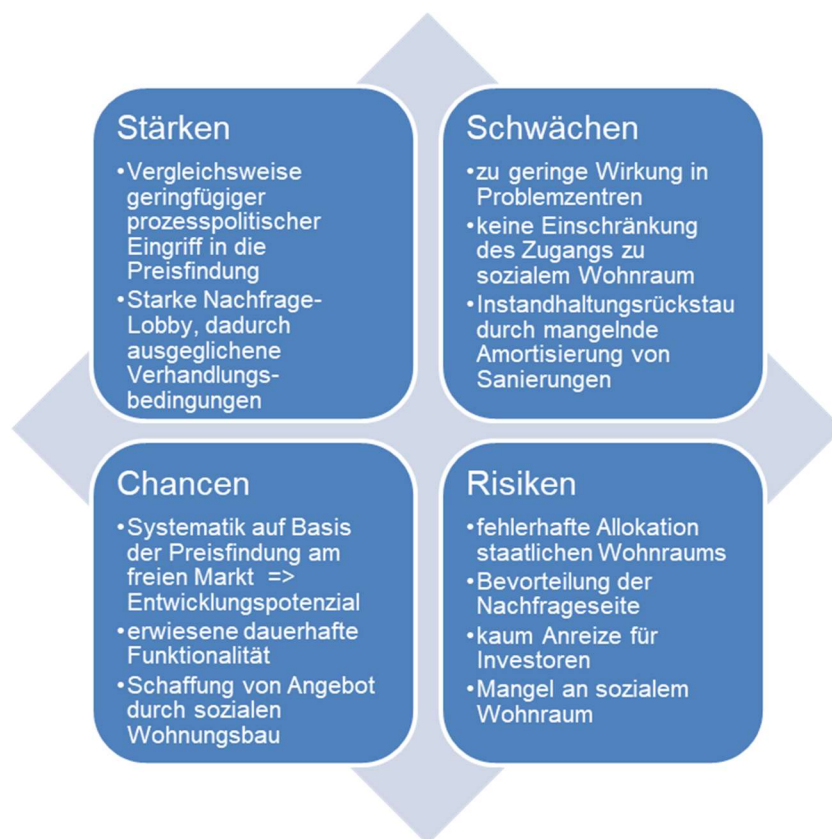 Stärken
•Vergleichsweise
geringfügiger
prozesspolitischer
Eingriff in die
Preisfindung
•Starke Nachfrage-
Lobby, dadurch
ausgeglichene
Verhandlungs-
bedingungen
Schwächen
•zu geringe Wirkung in
Problemzentren
•keine Einschränkung
des Zugangs zu
sozialem Wohnraum
•Instandhaltungsrückstau
durch mangelnde
Amortisierung von
Sanierungen
Chancen
•Systematik auf Basis
der Preisfindung am
freien Markt =>
Entwicklungspotenzial
•erwiesene dauerhafte
Funktionalität
•Schaffung von Angebot
durch sozialen
Wohnungsbau
Risiken
•fehlerhafte Allokation
staatlichen Wohnraums
•Bevorteilung der
Nachfrageseite
•kaum Anreize für
Investoren
•Mangel an sozialem
Wohnraum